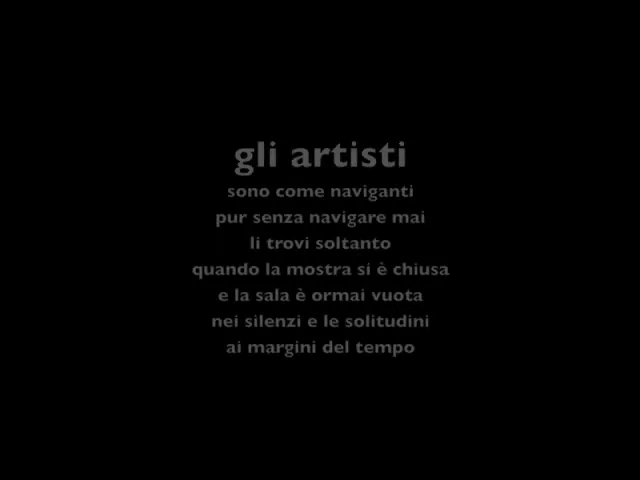 gli artisti
sono come naviganti
pur senza navigare mai
li trovi soltanto
quando la mostra si è chiusa
e la sala è ormai vuota
nei silenzi e le solitudini
ai margini del tempo